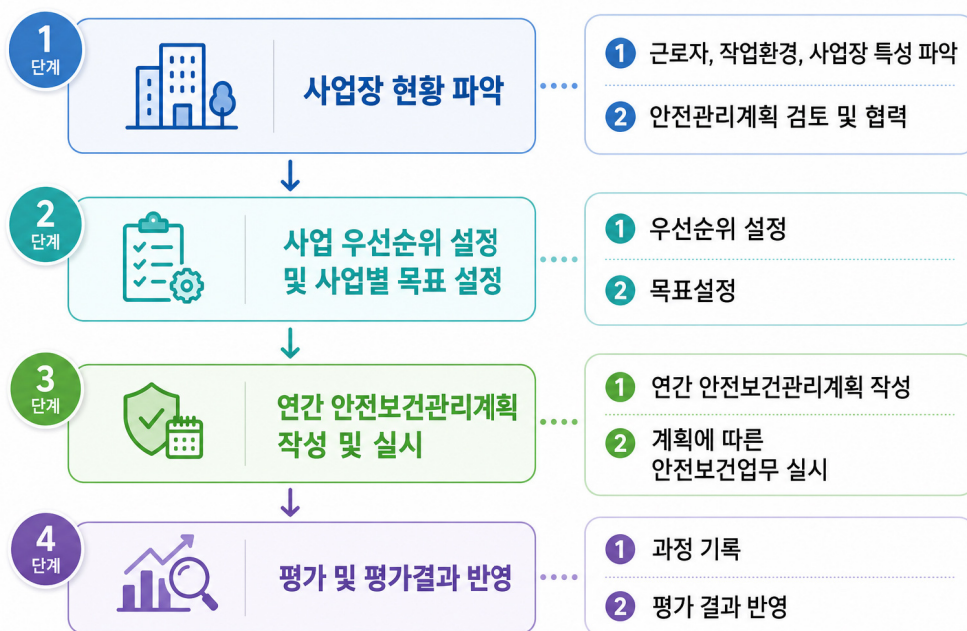 1
단계
사업장 현황 파악
1 근로자, 작업환경, 사업장 특성 파악
2 안전관리계획 검토 및 협력
2
단계
사업 우선순위 설정
및 사업별 목표 설정
1 우선순위 설정
2 목표설정
3
단계
연간 안전보건관리계획
작성 및 실시
1 연간 안전보건관리계획 작성
2 계획에 따른
안전보건업무 실시
4
단계
평가 및 평가결과 반영
1 과정 기록
2 평가 결과 반영